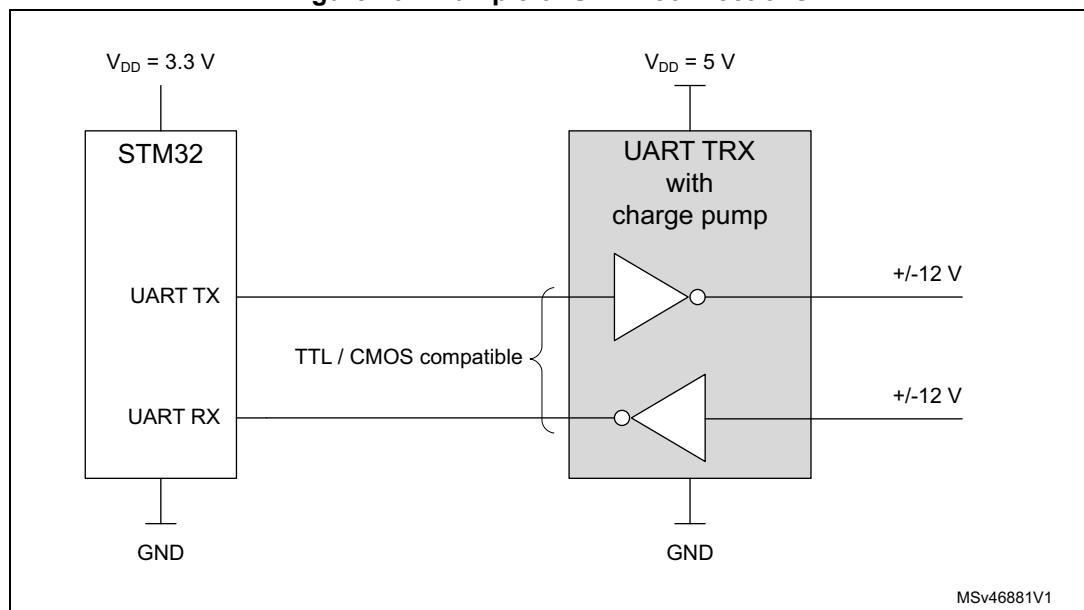 V_DD = 3.3 V
V_DD = 5 V
STM32
UART TRX
with
charge pump
UART TX
+/-12 V
TTL / CMOS compatible
UART RX
+/-12 V
GND
GND
MSv46881V1